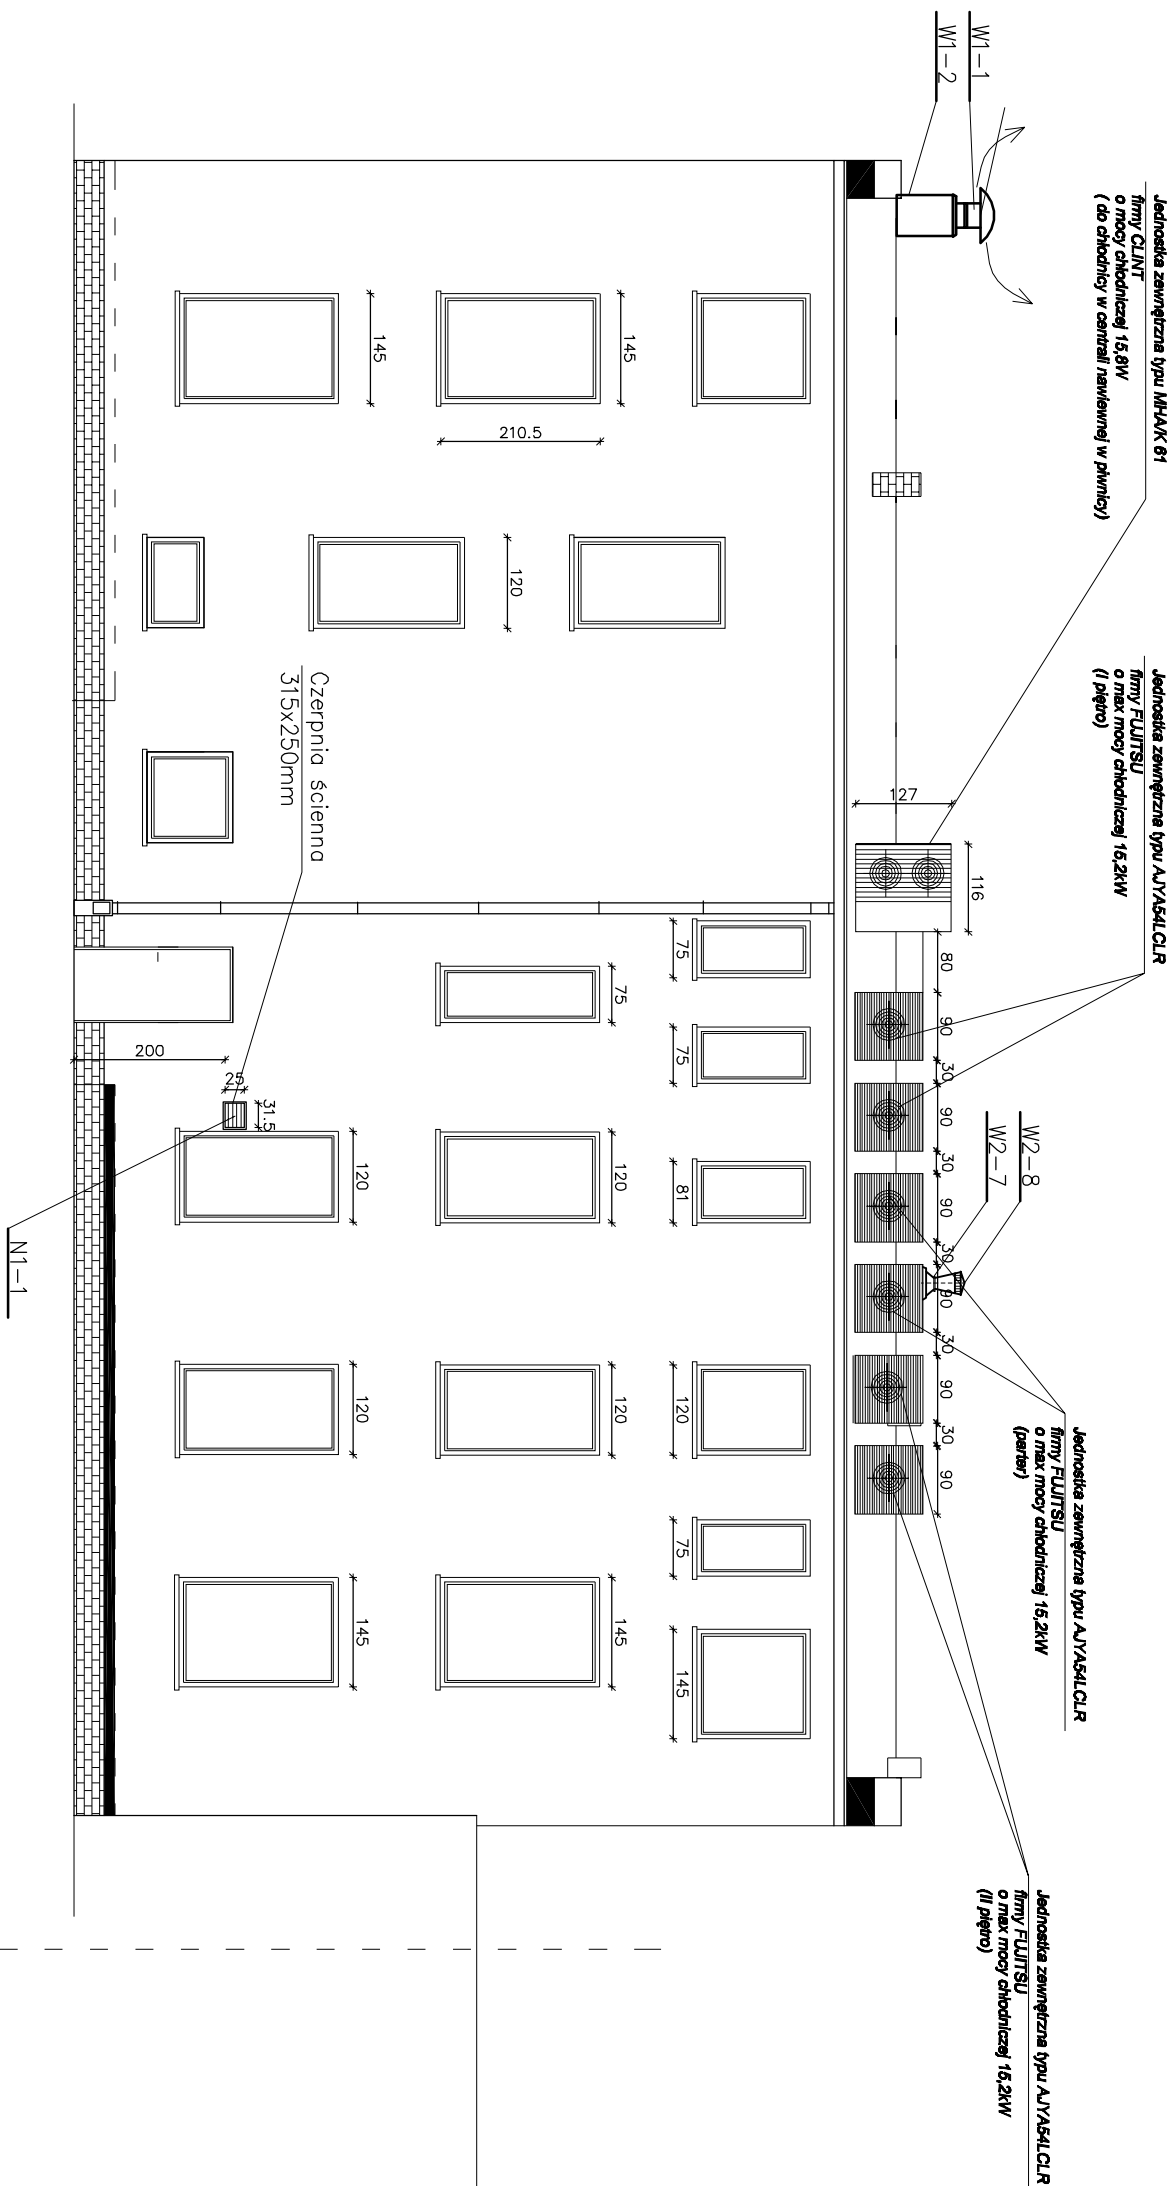 W1-1
W1-2
Jednostka zewnętrzna typu MHA/K 61
firmy CLINT
o mocy chłodniczej 15,8W
( do chłodnicy w centrali nawiewnej w piwnicy)
Jednostka zewnętrzna typu AJYA54LCLR
firmy FUJITSU
o max mocy chłodniczej 15,2kW
(I piętro)
W2-8
W2-7
Jednostka zewnętrzna typu AJYA54LCLR
firmy FUJITSU
o max mocy chłodniczej 15,2kW
(parter)
Jednostka zewnętrzna typu AJYA54LCLR
firmy FUJITSU
o max mocy chłodniczej 15,2kW
(II piętro)
127
116
80
90
30
90
30
90
30
90
30
90
30
90
75
75
81
120
75
145
145
210.5
75
120
120
145
120
145
Czerpnia ścienna
315x250mm
200
25
31.5
120
120
145
N1-1